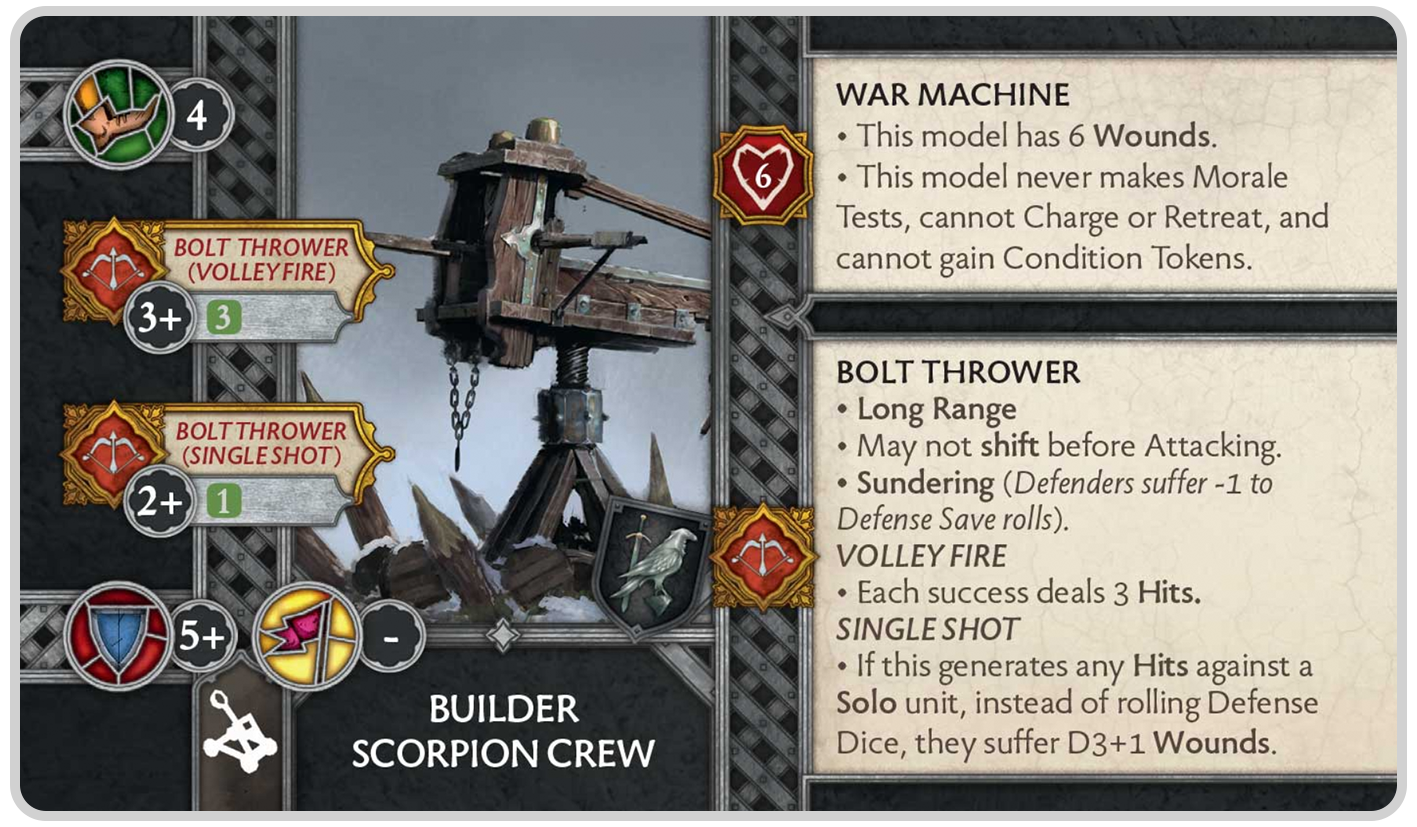 4
BOLT THROWER
(VOLLEY FIRE)
3+ 3
BOLT THROWER
(SINGLE SHOT)
2+ 1
5+ -
BUILDER
SCORPION CREW
6
WAR MACHINE
• This model has 6 Wounds.
• This model never makes Morale
Tests, cannot Charge or Retreat, and
cannot gain Condition Tokens.
BOLT THROWER
• Long Range
• May not shift before Attacking.
• Sundering (Defenders suffer -1 to
Defense Save rolls).
VOLLEY FIRE
• Each success deals 3 Hits.
SINGLE SHOT
• If this generates any Hits against a
Solo unit, instead of rolling Defense
Dice, they suffer D3+1 Wounds.